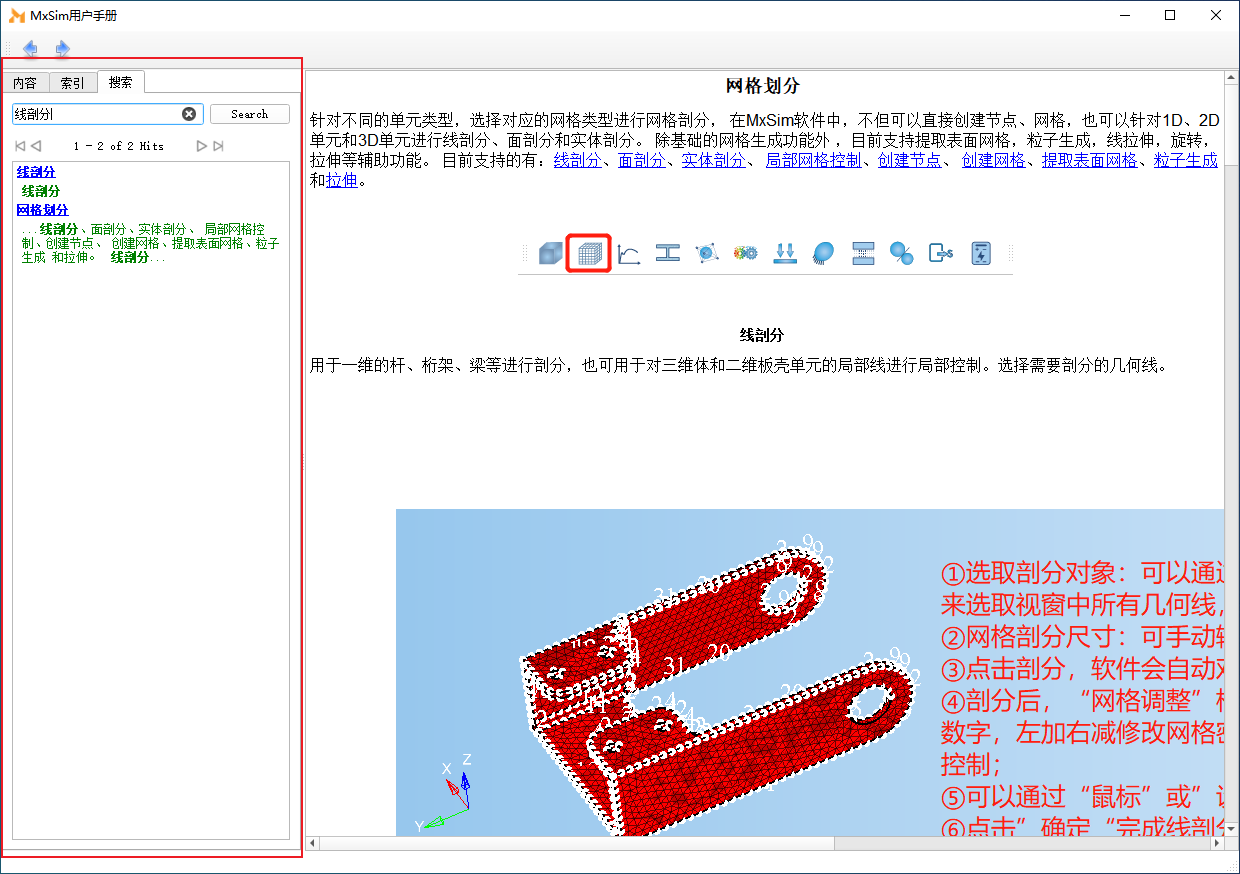 MxSim用户手册
内容 索引 搜索
线剖分 Search
1 - 2 of 2 Hits
线剖分
线剖分
网格划分
...线剖分、面剖分、实体剖分、 局部网格控
制、创建节点、 创建网格、提取表面网格、粒子
生成 和拉伸。 线剖分...
网格划分
针对不同的单元类型，选择对应的网格类型进行网格剖分， 在MxSim软件中，不但可以直接创建节点、网格，也可以针对1D、2D
单元和3D单元进行线剖分、面剖分和实体剖分。 除基础的网格生成功能外 ，目前支持提取表面网格，粒子生成，线拉伸，旋转，
拉伸等辅助功能。 目前支持的有：线剖分、面剖分、实体剖分、 局部网格控制、创建节点、 创建网格、提取表面网格、粒子生成
和拉伸。
线剖分
用于一维的杆、桁架、梁等进行剖分，也可用于对三维体和二维板壳单元的局部线进行局部控制。选择需要剖分的几何线。
①选取剖分对象：可以通过
来选取视窗中所有几何线，
②网格剖分尺寸：可手动输
③点击剖分，软件会自动对
④剖分后，“网格调整”框
数字，左加右减修改网格密
控制；
⑤可以通过“鼠标”或”
⑥点击”确定“完成线剖分
31 20
31 20
X Z
Y